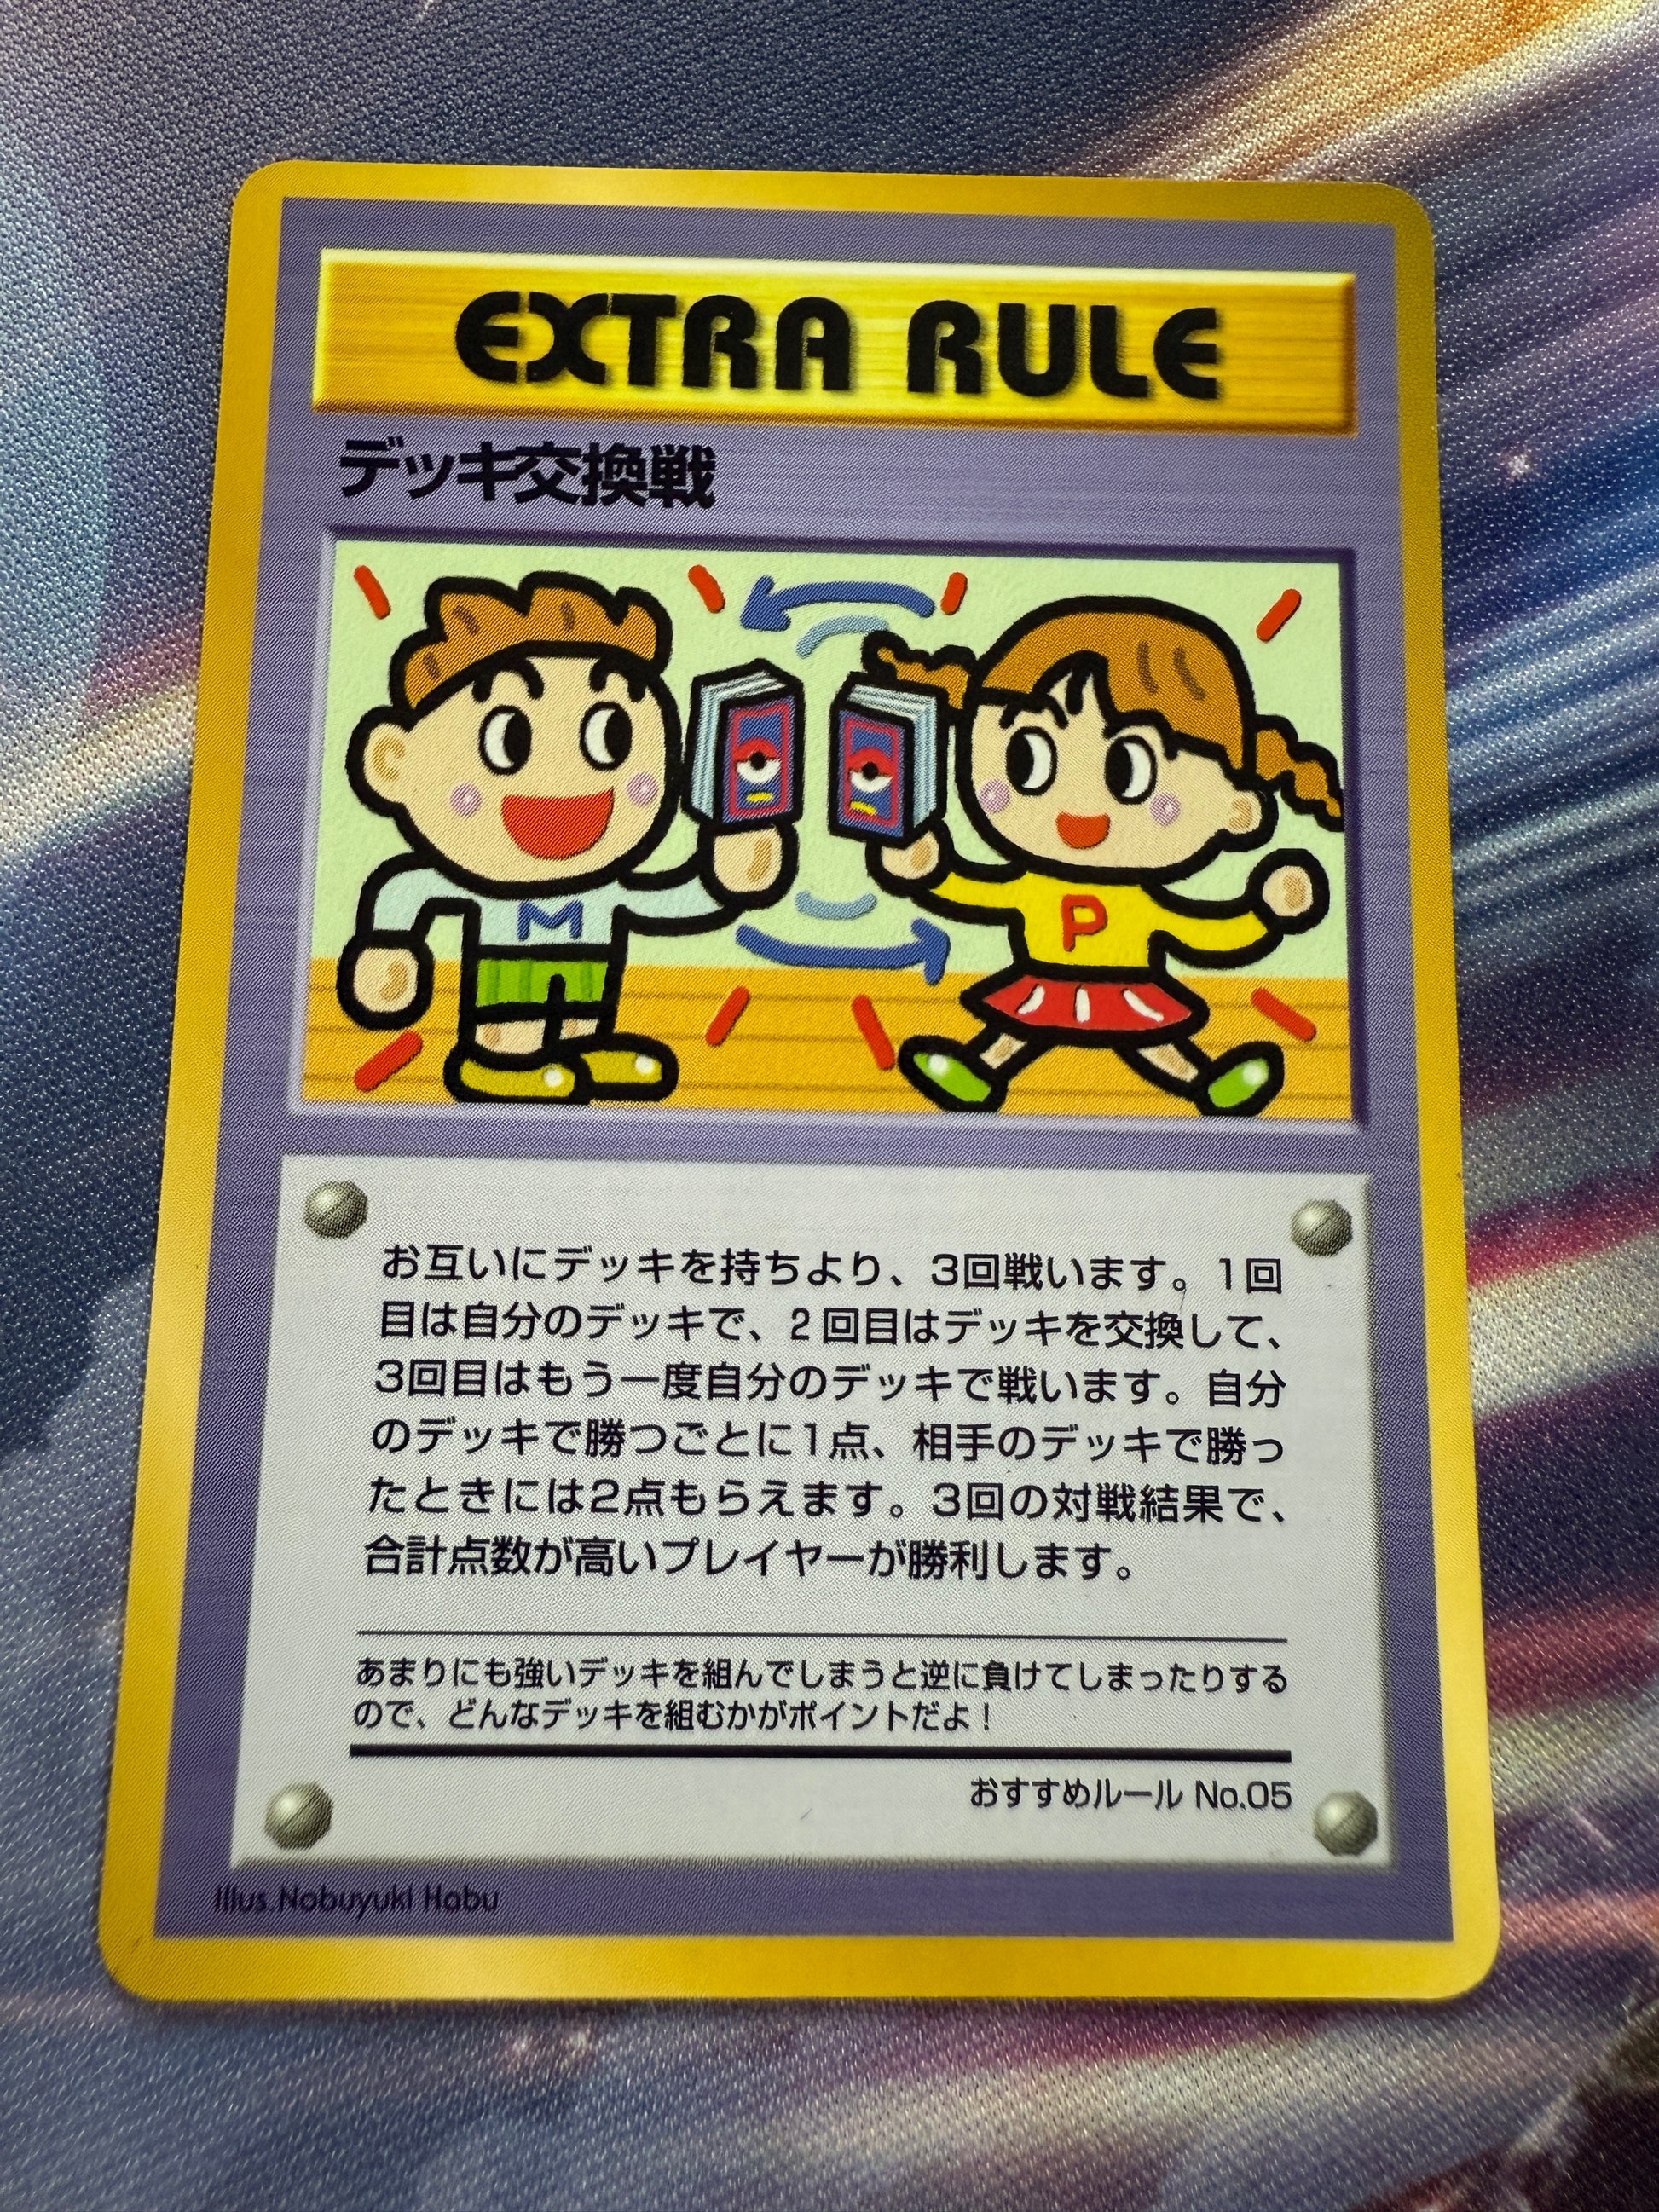 EXTRA RULE
デッキ交換戦
M
P
お互いにデッキを持ちより、3回戦います。1回
目は自分のデッキで、2回目はデッキを交換して、
3回目はもう一度自分のデッキで戦います。自分
のデッキで勝つごとに1点、相手のデッキで勝っ
たときには2点もらえます。3回の対戦結果で、
合計点数が高いプレイヤーが勝利します。
あまりにも強いデッキを組んでしまうと逆に負けてしまったりする
ので、どんなデッキを組むかがポイントだよ！
おすすめルール No.05
Illus.Nobuyuki Habu